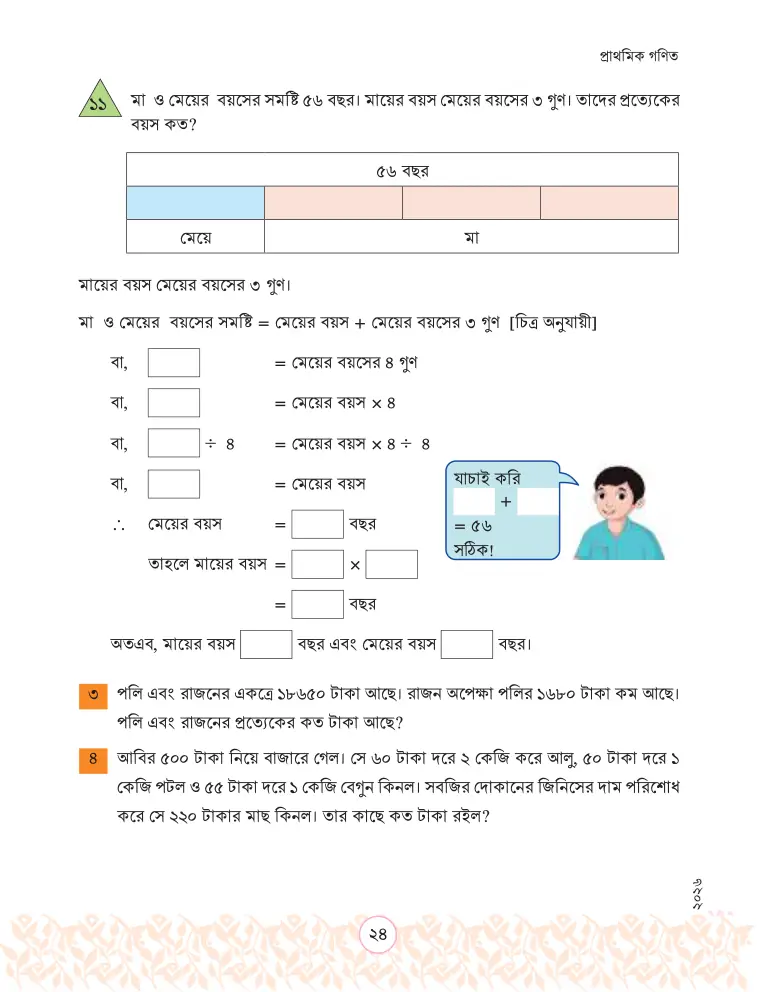 প্রাথমিক গণিত
১১ মা ও মেয়ের বয়সের সমষ্টি ৫৬ বছর। মায়ের বয়স মেয়ের বয়সের ৩ গুণ। তাদের প্রত্যেকের
বয়স কত?
৫৬ বছর
মেয়ে মা
মায়ের বয়স মেয়ের বয়সের ৩ গুণ।
মা ও মেয়ের বয়সের সমষ্টি = মেয়ের বয়স + মেয়ের বয়সের ৩ গুণ [চিত্র অনুযায়ী]
বা, = মেয়ের বয়সের ৪ গুণ
বা, = মেয়ের বয়স × ৪
বা, ÷ ৪ = মেয়ের বয়স × ৪ ÷ ৪
বা, = মেয়ের বয়স
∴ মেয়ের বয়স = বছর
তাহলে মায়ের বয়স = ×
= বছর
যাচাই করি
+
= ৫৬
সঠিক!
অতএব, মায়ের বয়স বছর এবং মেয়ের বয়স বছর।
৩ পলি এবং রাজনের একত্রে ১৮৬৫০ টাকা আছে। রাজন অপেক্ষা পলির ১৬৮০ টাকা কম আছে।
পলি এবং রাজনের প্রত্যেকের কত টাকা আছে?
৪ আবির ৫০০ টাকা নিয়ে বাজারে গেল। সে ৬০ টাকা দরে ২ কেজি করে আলু, ৫০ টাকা দরে ১
কেজি পটল ও ৫৫ টাকা দরে ১ কেজি বেগুন কিনল। সবজির দোকানের জিনিসের দাম পরিশোধ
করে সে ২২০ টাকার মাছ কিনল। তার কাছে কত টাকা রইল?
২০২৬
২৪